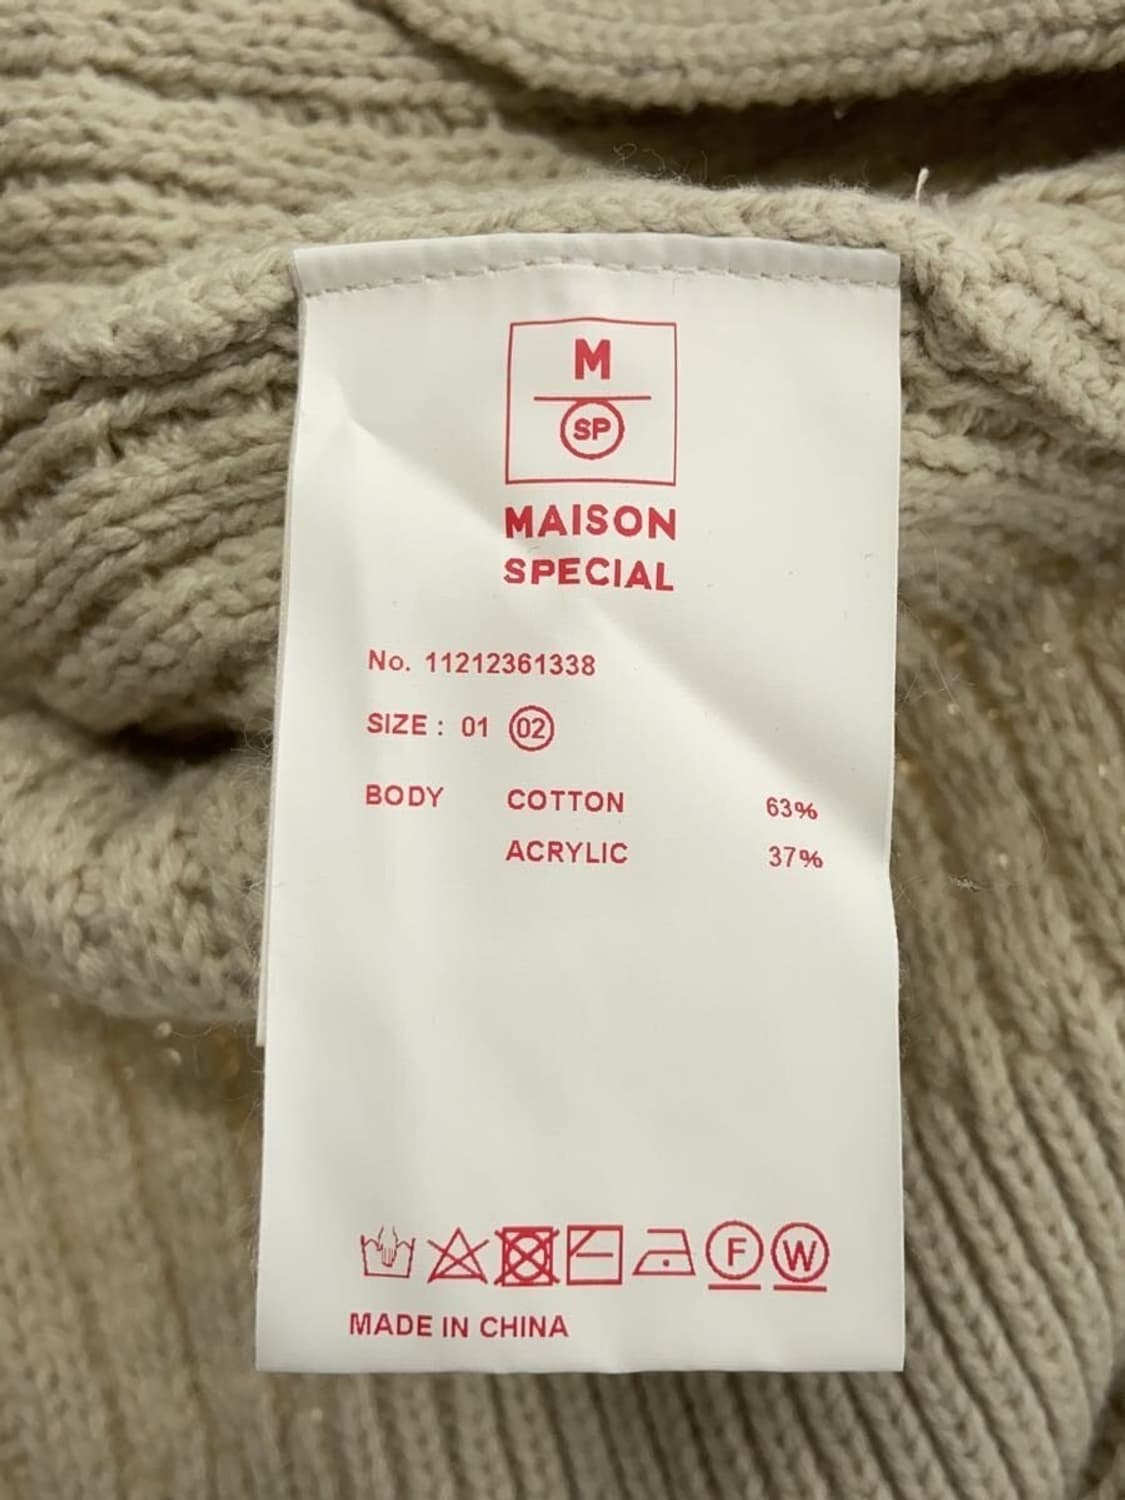 M
SP
MAISON
SPECIAL
No. 11212361338
SIZE : 01 02
BODY COTTON 63%
ACRYLIC 37%
F W
MADE IN CHINA